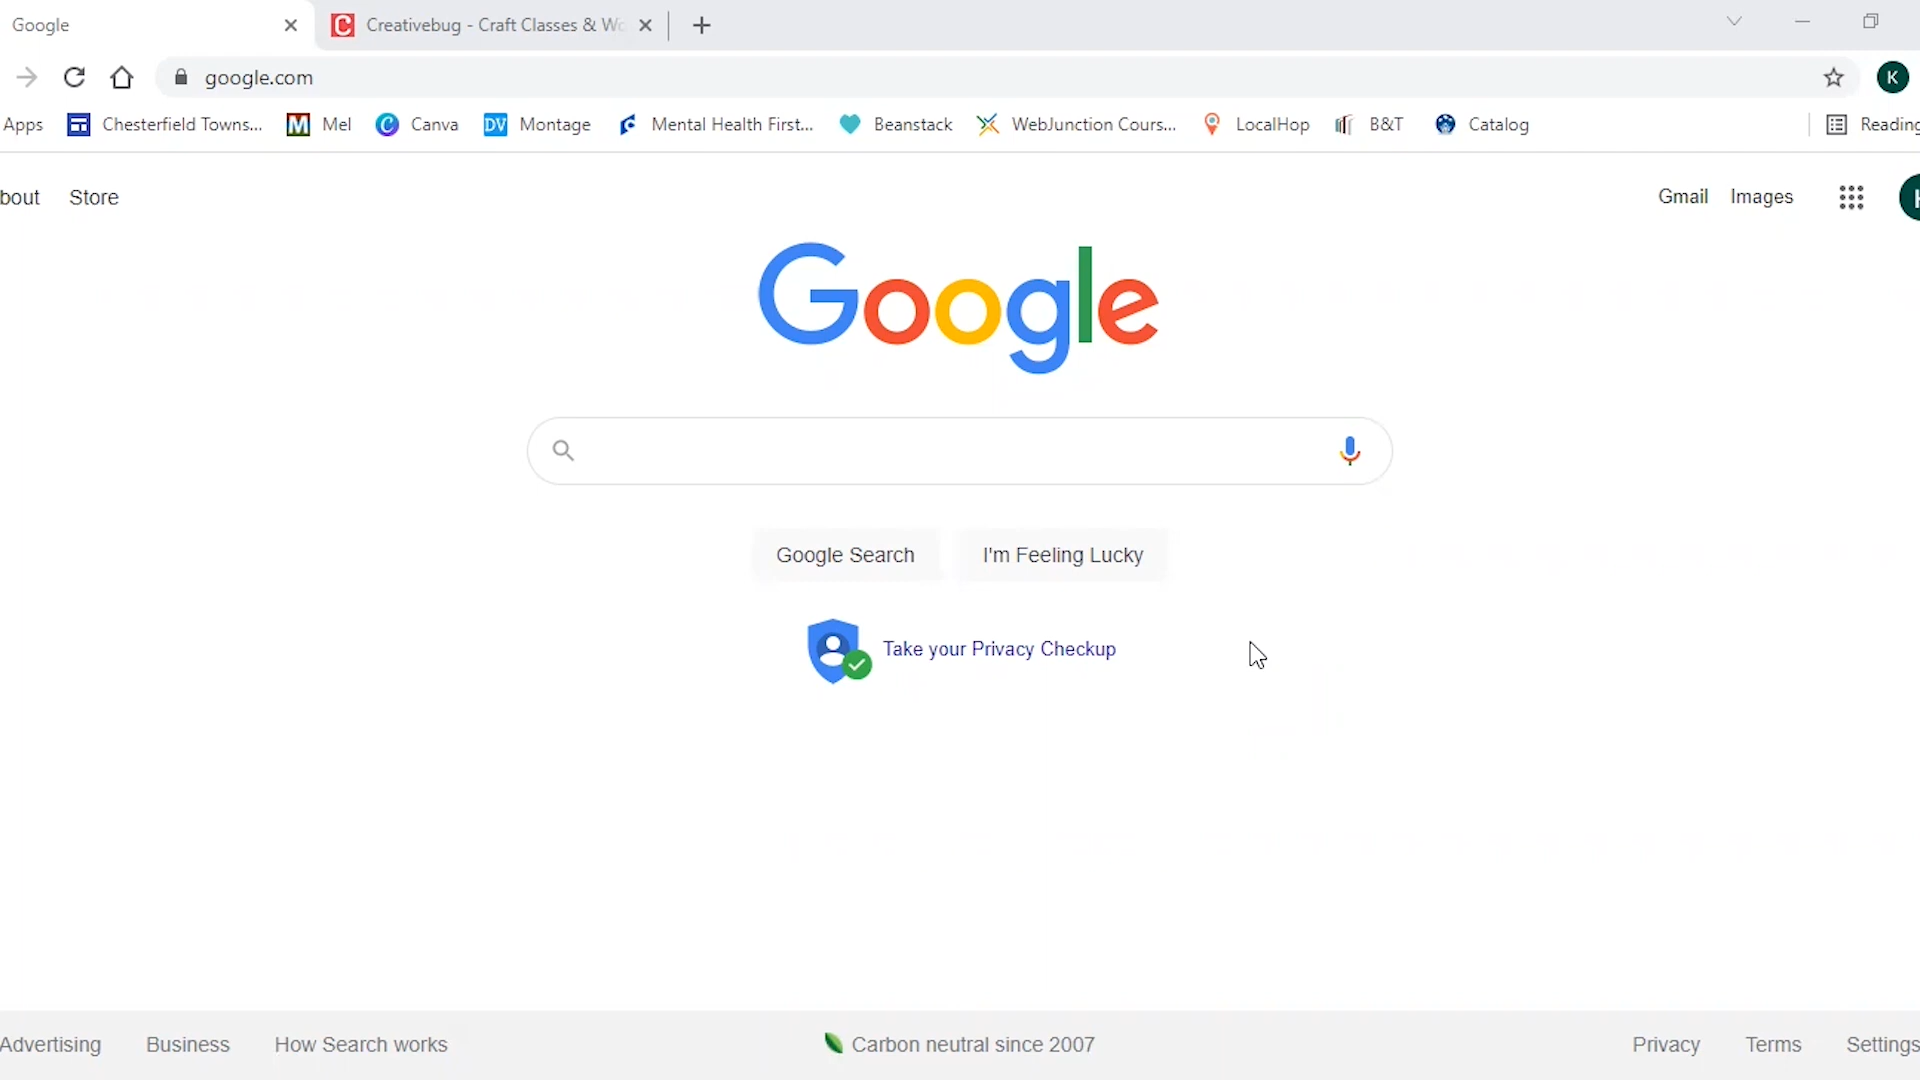 Google
Creativebug - Craft Classes & Wo
google.com
K
Apps
Chesterfield Towns...
Mel
Canva
DV Montage
Mental Health First...
Beanstack
WebJunction Cours...
LocalHop
B&T
Catalog
Reading
bout
Store
Gmail
Images
Google
Google Search
I'm Feeling Lucky
Take your Privacy Checkup
Advertising
Business
How Search works
Carbon neutral since 2007
Privacy
Terms
Settings